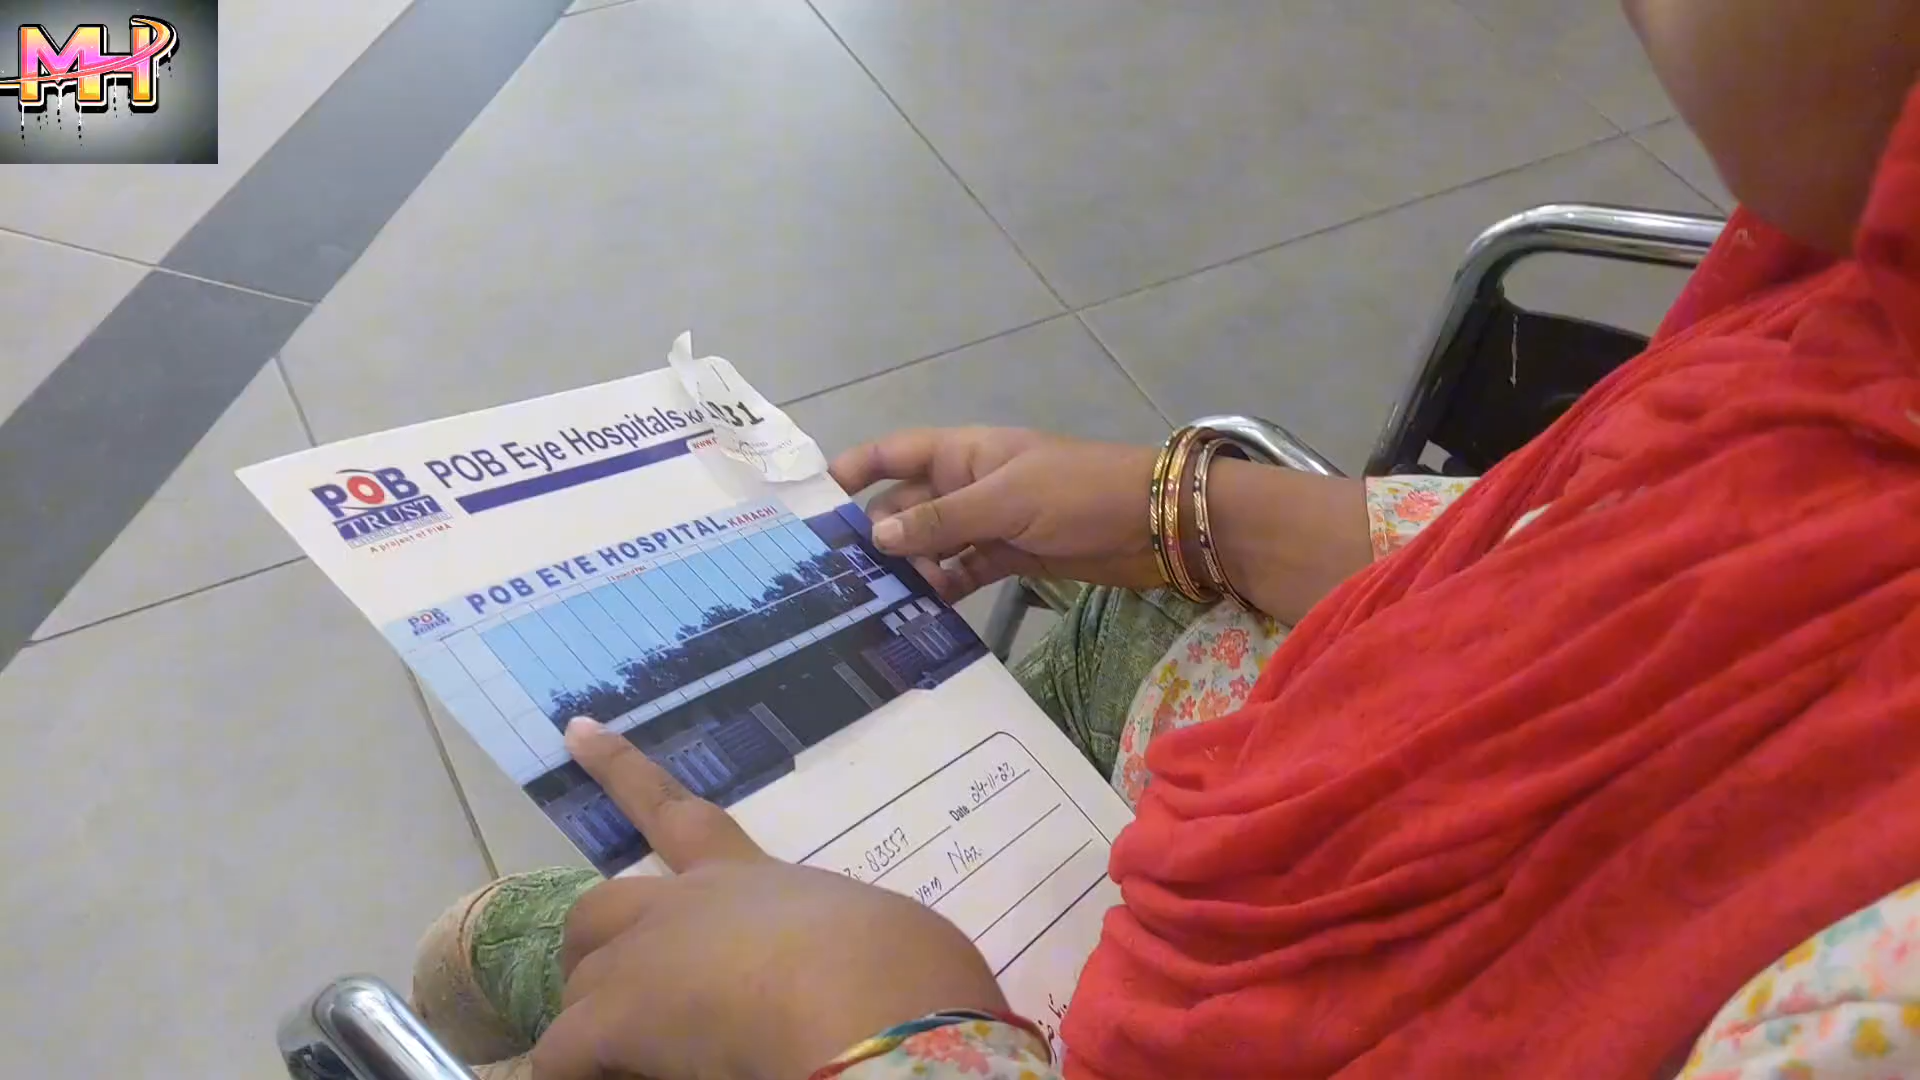 MH
POB Eye Hospitals
31
POB
TRUST
A project of PIMA
POB EYE HOSPITAL KARACHI
POB
Date 04-11-23
83557